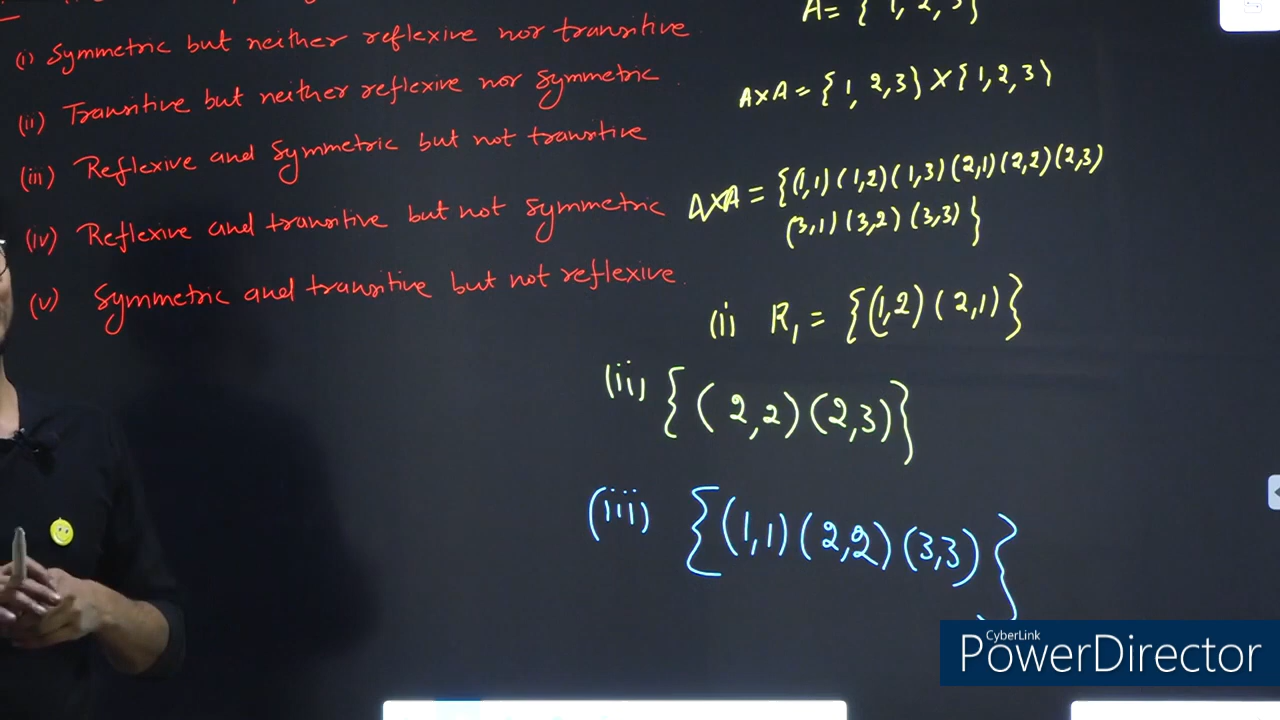 A = { 1, 2, 3 }
(i) Symmetric but neither reflexive nor transitive
(ii) Transitive but neither reflexive nor symmetric
(iii) Reflexive and symmetric but not transitive
(iv) Reflexive and transitive but not symmetric
(v) Symmetric and transitive but not reflexive.
A×A = { 1, 2, 3 } × { 1, 2, 3 }
A×A = { (1,1) (1,2) (1,3) (2,1) (2,2) (2,3)
(3,1) (3,2) (3,3) }
(i) R₁ = { (1,2) (2,1) }
(ii) { (2,2) (2,3) }
(iii) { (1,1) (2,2) (3,3) }
CyberLink
PowerDirector